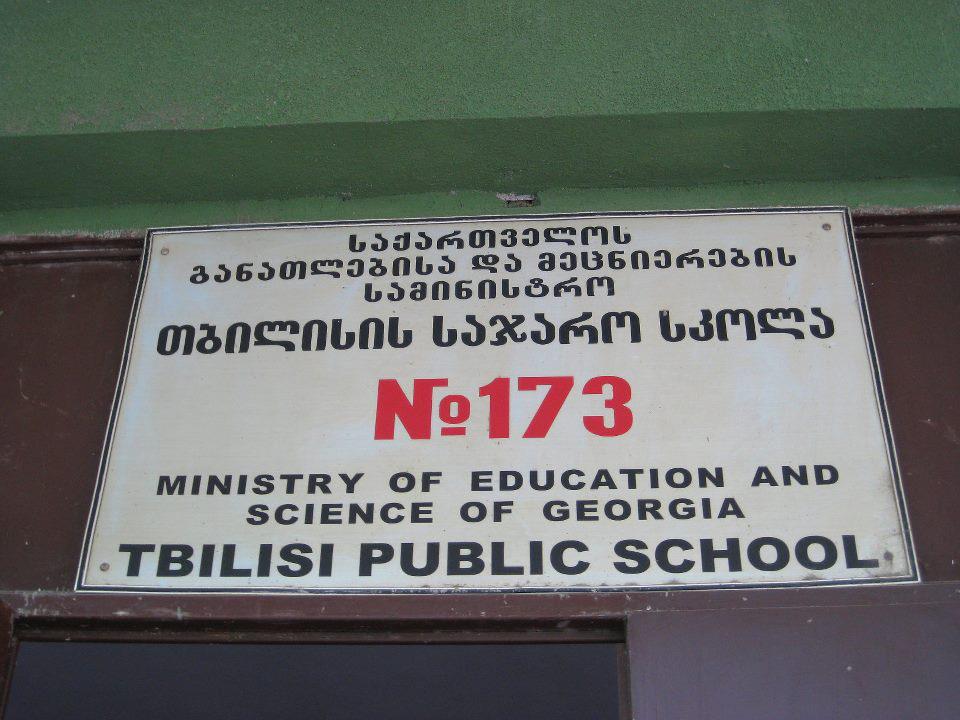 საქართველოს
განათლებისა და მეცნიერების
სამინისტრო
თბილისის საჯარო სკოლა
№173
MINISTRY OF EDUCATION AND
SCIENCE OF GEORGIA
TBILISI PUBLIC SCHOOL